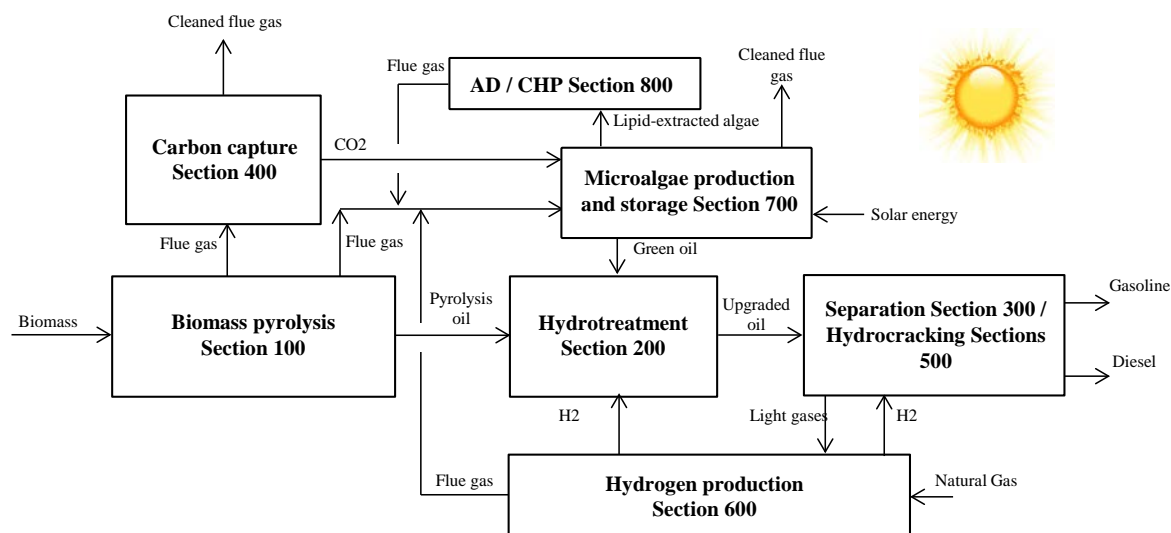 Cleaned flue gas
Flue gas
AD / CHP Section 800
Cleaned flue
gas
Lipid-extracted algae
Carbon capture
Section 400
CO2
Microalgae production
and storage Section 700
Solar energy
Flue gas
Flue gas
Green oil
Biomass
Biomass pyrolysis
Section 100
Pyrolysis
oil
Hydrotreatment
Section 200
Upgraded
oil
Separation Section 300 /
Hydrocracking Sections
500
Gasoline
Diesel
H2
Light gases
H2
Flue gas
Hydrogen production
Section 600
Natural Gas